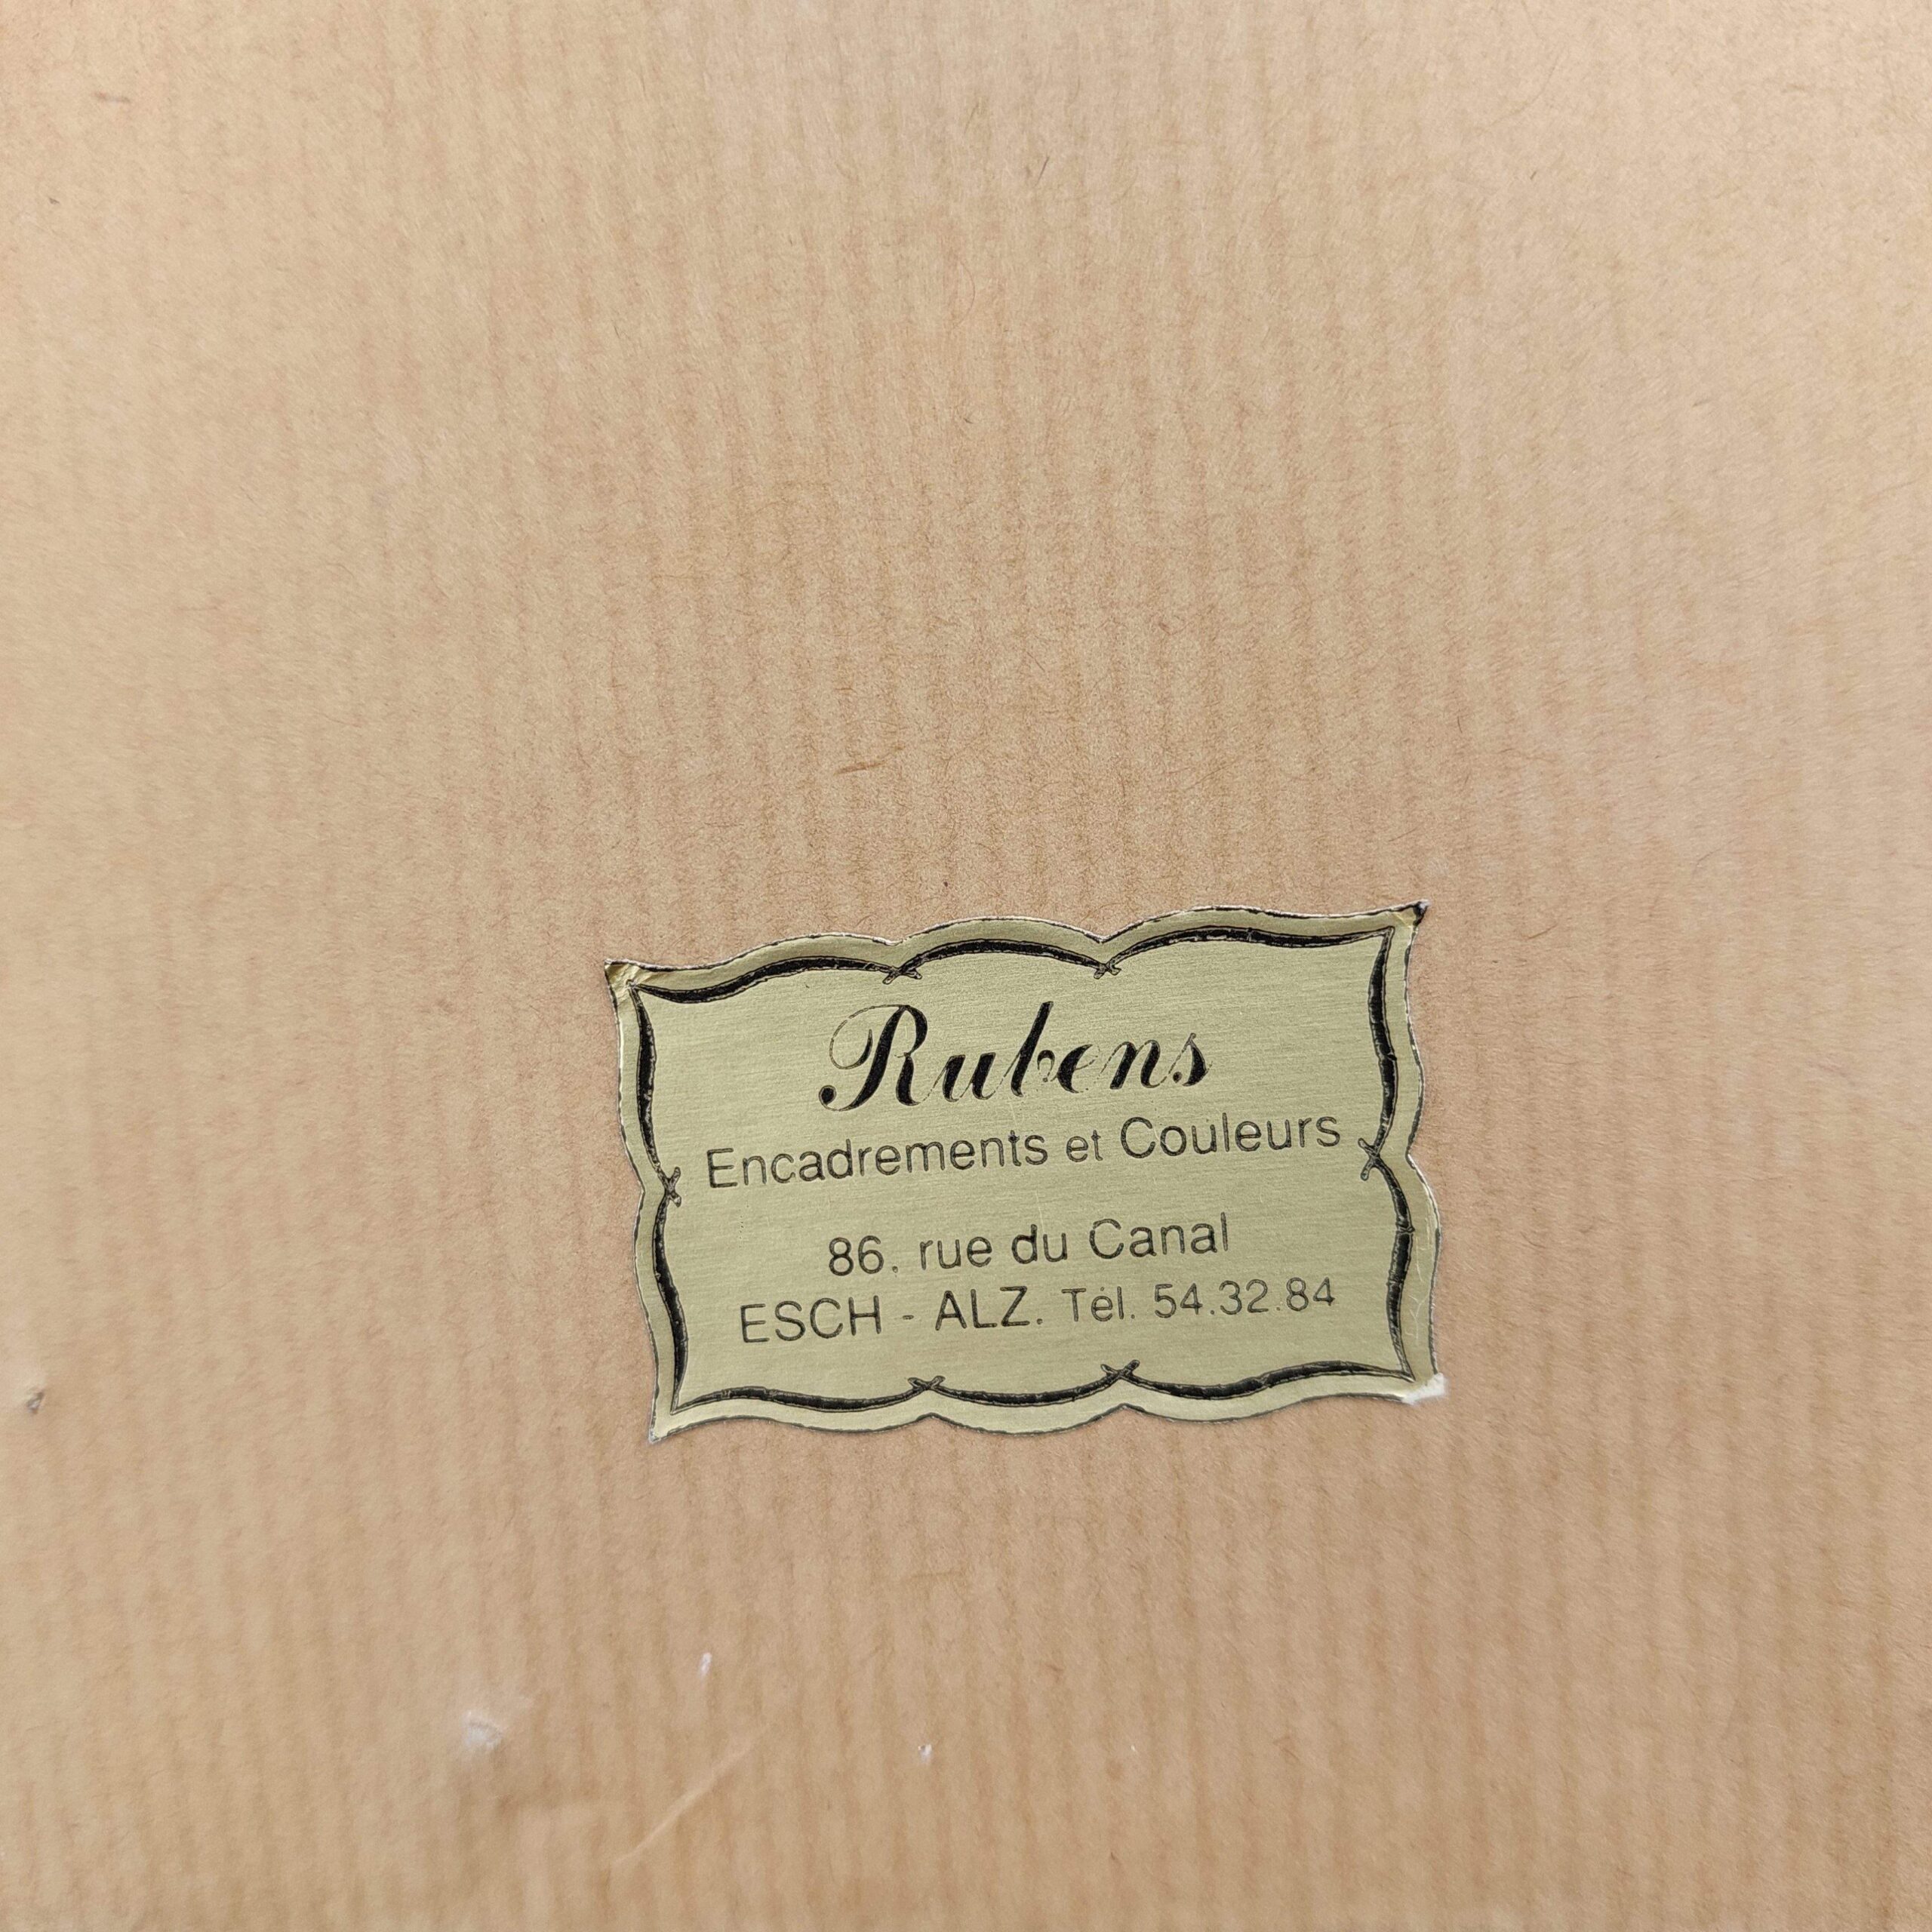 Rubens
Encadrements et Couleurs
86. rue du Canal
ESCH - ALZ. Tél. 54.32.84